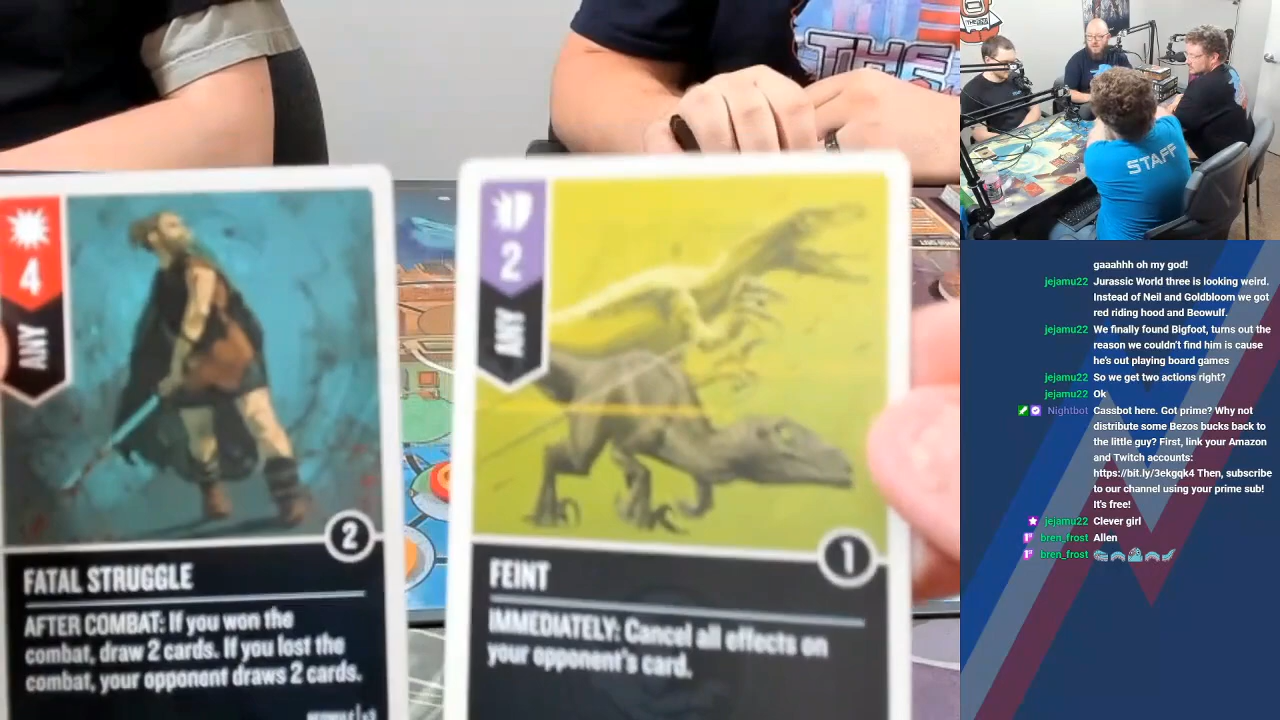 THE
4
ANY
2
FATAL STRUGGLE
AFTER COMBAT: If you won the
combat, draw 2 cards. If you lost the
combat, your opponent draws 2 cards.
2
ANY
1
FEINT
IMMEDIATELY: Cancel all effects on
your opponent's card.
STAFF
gaaahhh oh my god!
jejamu22 Jurassic World three is looking weird.
Instead of Neil and Goldbloom we got
red riding hood and Beowulf.
jejamu22 We finally found Bigfoot, turns out the
reason we couldn't find him is cause
he's out playing board games
jejamu22 So we get two actions right?
jejamu22 Ok
Nightbot Cassbot here. Got prime? Why not
distribute some Bezos bucks back to
the little guy? First, link your Amazon
and Twitch accounts:
https://bit.ly/3ekgqk4 Then, subscribe
to our channel using your prime sub!
It's free!
jejamu22 Clever girl
bren_frost Allen
bren_frost